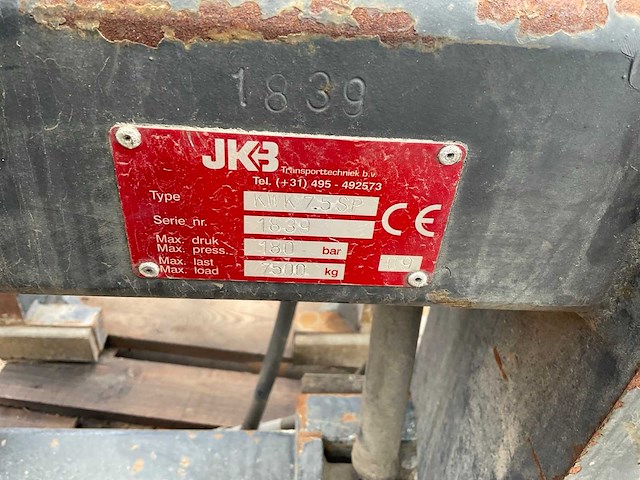 1839
JKB
Transporttechniek b.v.
Tel. (+31) 495 - 492573
Type KWK 7.5 SP
Serie nr. 1839
Max. druk
Max. press. 180 bar
Max. last
Max. load 7500 kg
CE